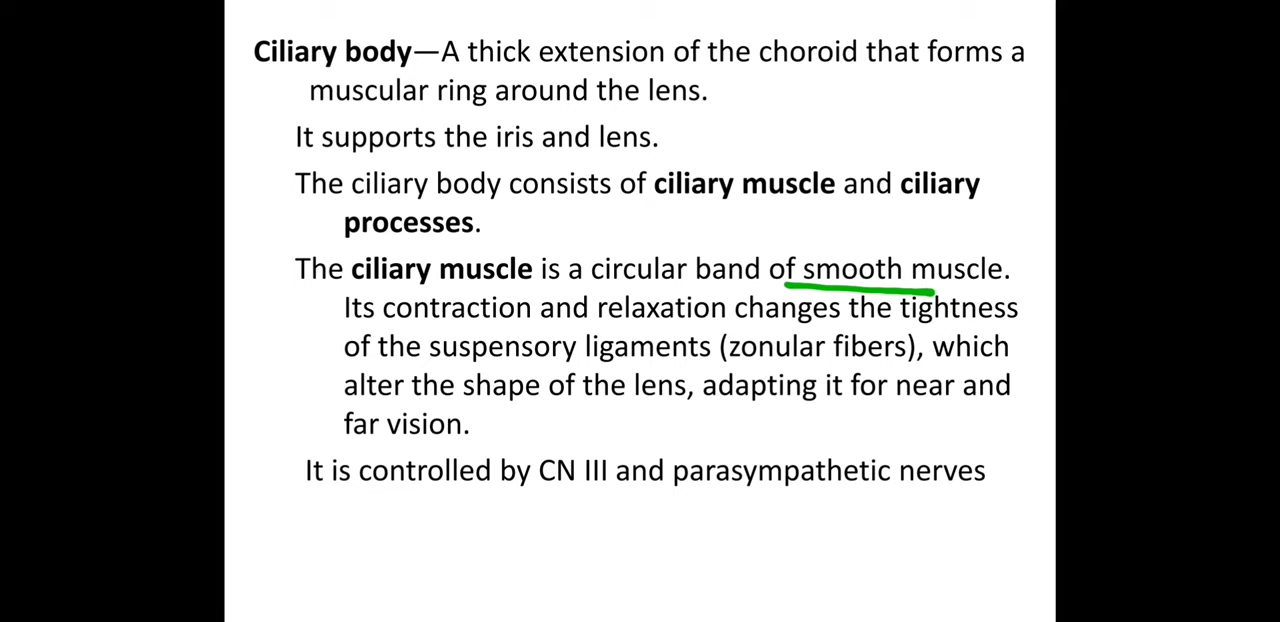 Ciliary body—A thick extension of the choroid that forms a
muscular ring around the lens.
It supports the iris and lens.
The ciliary body consists of ciliary muscle and ciliary
processes.
The ciliary muscle is a circular band of smooth muscle.
Its contraction and relaxation changes the tightness
of the suspensory ligaments (zonular fibers), which
alter the shape of the lens, adapting it for near and
far vision.
It is controlled by CN III and parasympathetic nerves